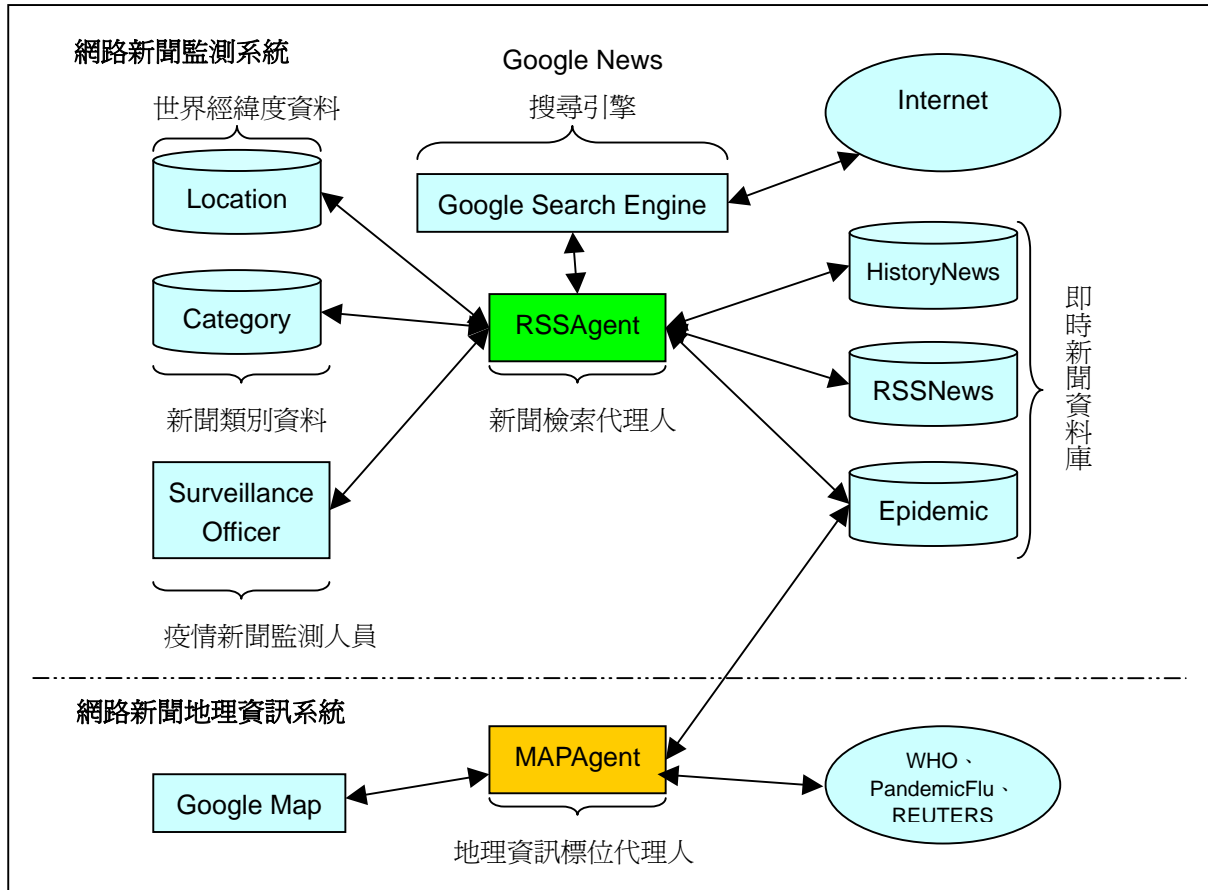 網路新聞監測系統
Google News
搜尋引擎
Internet
世界經緯度資料
Location
Google Search Engine
HistoryNews
Category
RSSAgent
RSSNews
即時新聞資料庫
新聞類別資料
新聞檢索代理人
Surveillance
Officer
Epidemic
疫情新聞監測人員
網路新聞地理資訊系統
MAPAgent
Google Map
WHO、
PandemicFlu、
REUTERS
地理資訊標位代理人